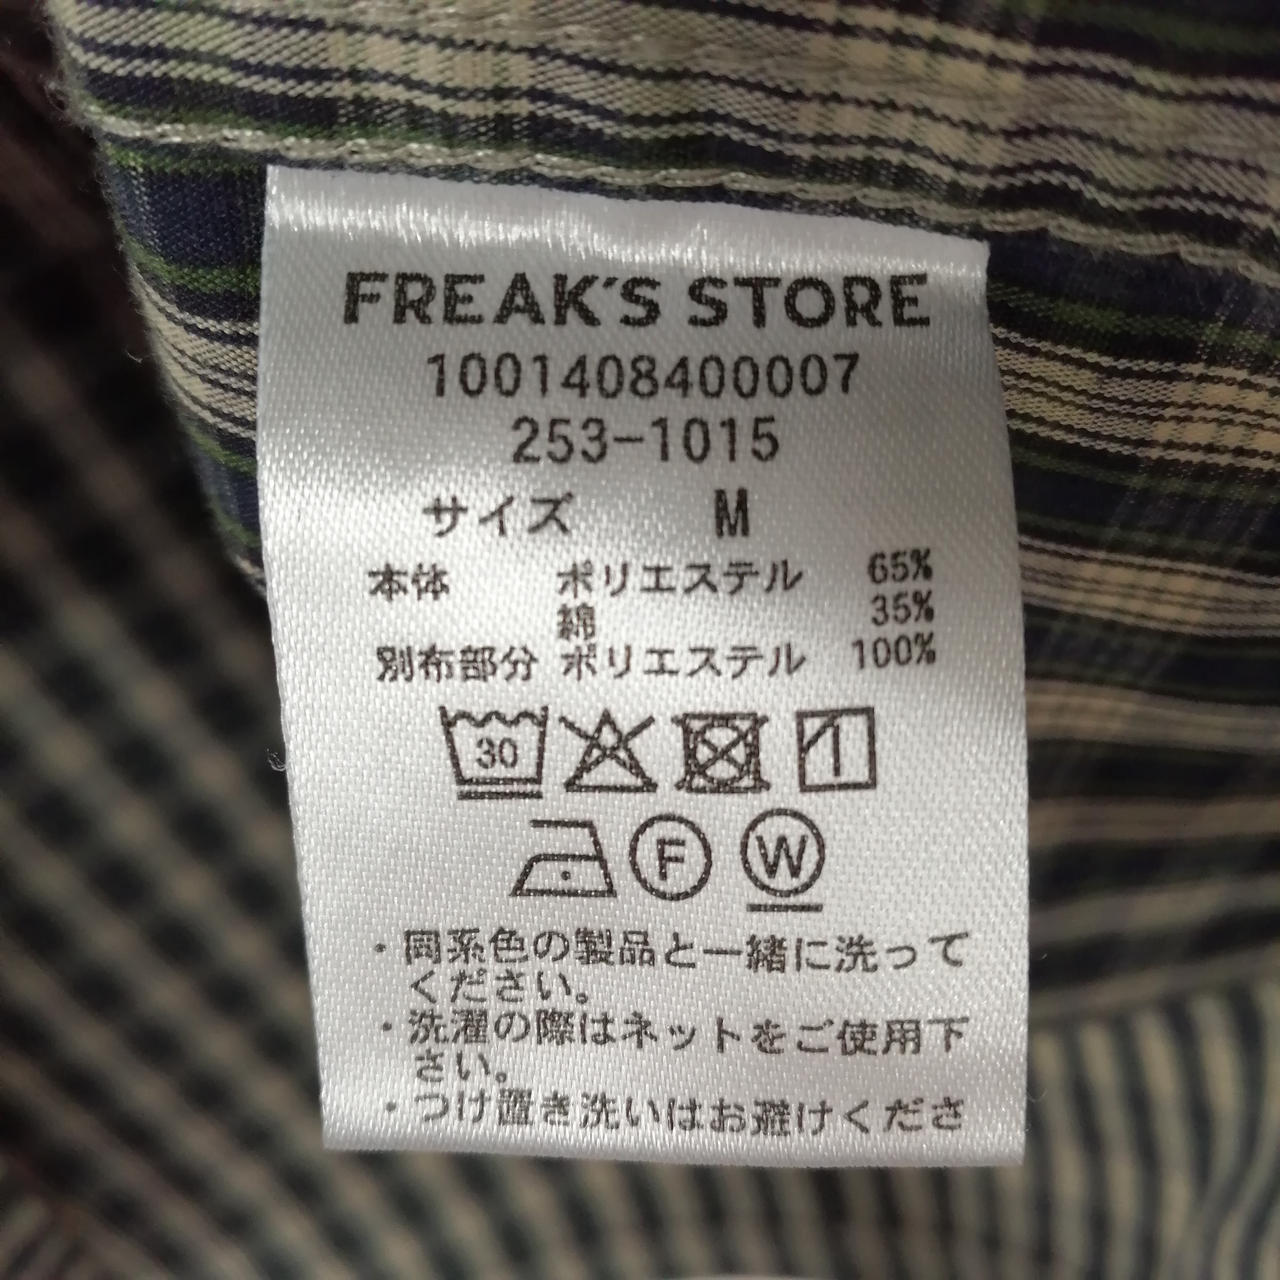 FREAK'S STORE
1001408400007
253-1015
サイズ M
本体 ポリエステル 65%
綿 35%
別布部分 ポリエステル 100%
30
F W
・同系色の製品と一緒に洗って
ください。
・洗濯の際はネットをご使用下
さい。
・つけ置き洗いはお避けくださ